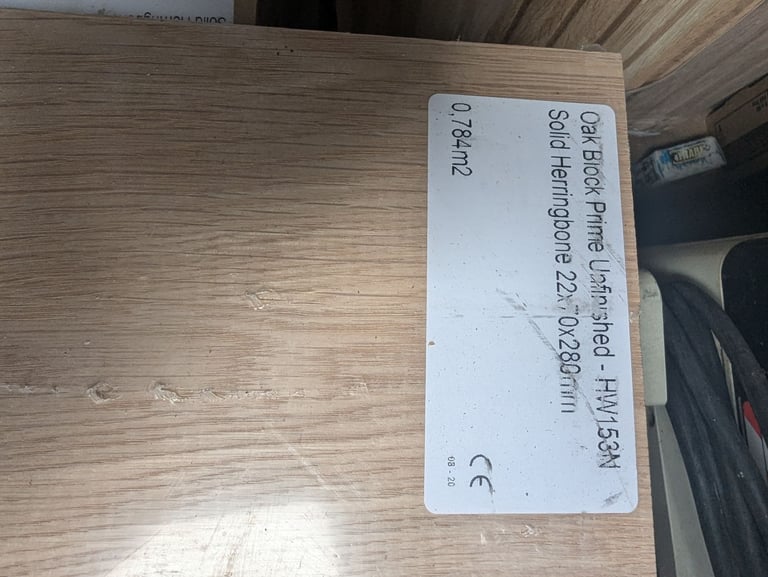 Oak Block Prime Unfinished - HW153N
Solid Herringbone 22x70x280mm
0,784m2
CE
08 - 20